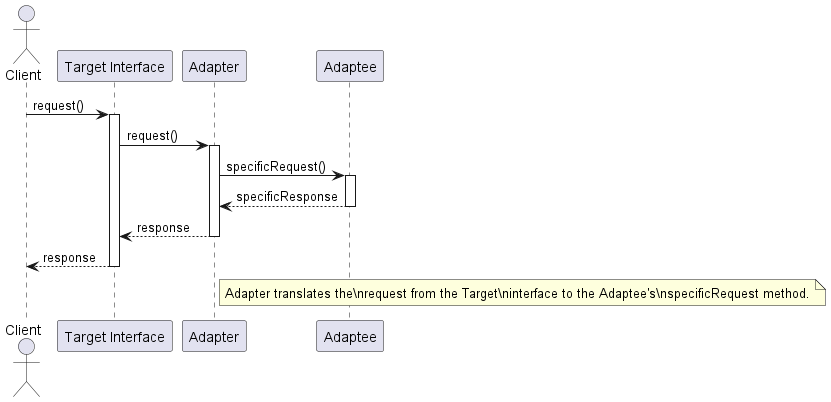 Client
Target Interface
Adapter
Adaptee
request()
request()
specificRequest()
specificResponse
response
response
Adapter translates the\nrequest from the Target\ninterface to the Adaptee's\nspecificRequest method.
Client
Target Interface
Adapter
Adaptee